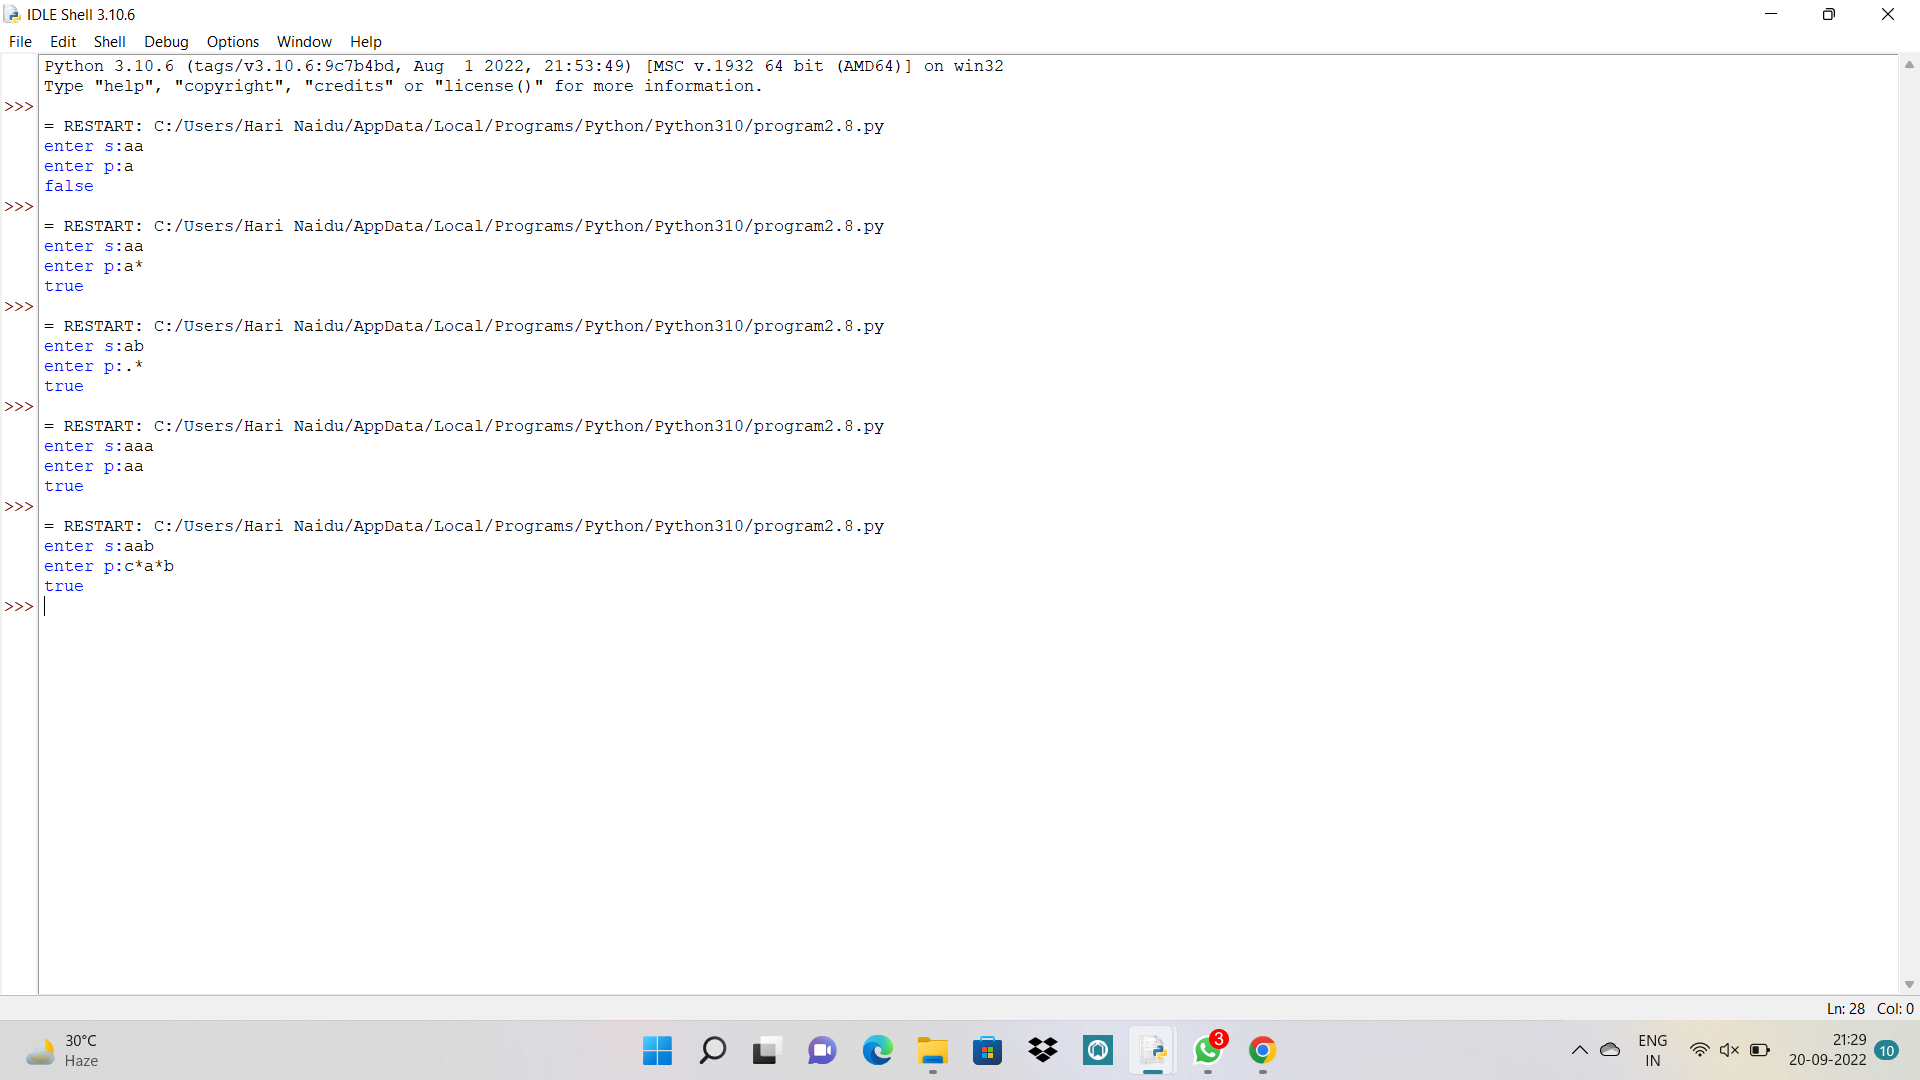 IDLE Shell 3.10.6
File Edit Shell Debug Options Window Help
Python 3.10.6 (tags/v3.10.6:9c7b4bd, Aug  1 2022, 21:53:49) [MSC v.1932 64 bit (AMD64)] on win32
Type "help", "copyright", "credits" or "license()" for more information.
>>>
= RESTART: C:/Users/Hari Naidu/AppData/Local/Programs/Python/Python310/program2.8.py
enter s:aa
enter p:a
false
>>>
= RESTART: C:/Users/Hari Naidu/AppData/Local/Programs/Python/Python310/program2.8.py
enter s:aa
enter p:a*
true
>>>
= RESTART: C:/Users/Hari Naidu/AppData/Local/Programs/Python/Python310/program2.8.py
enter s:ab
enter p:.*
true
>>>
= RESTART: C:/Users/Hari Naidu/AppData/Local/Programs/Python/Python310/program2.8.py
enter s:aaa
enter p:aa
true
>>>
= RESTART: C:/Users/Hari Naidu/AppData/Local/Programs/Python/Python310/program2.8.py
enter s:aab
enter p:c*a*b
true
>>>
Ln: 28 Col: 0
30°C
Haze
3
ENG
IN
21:29
20-09-2022
10